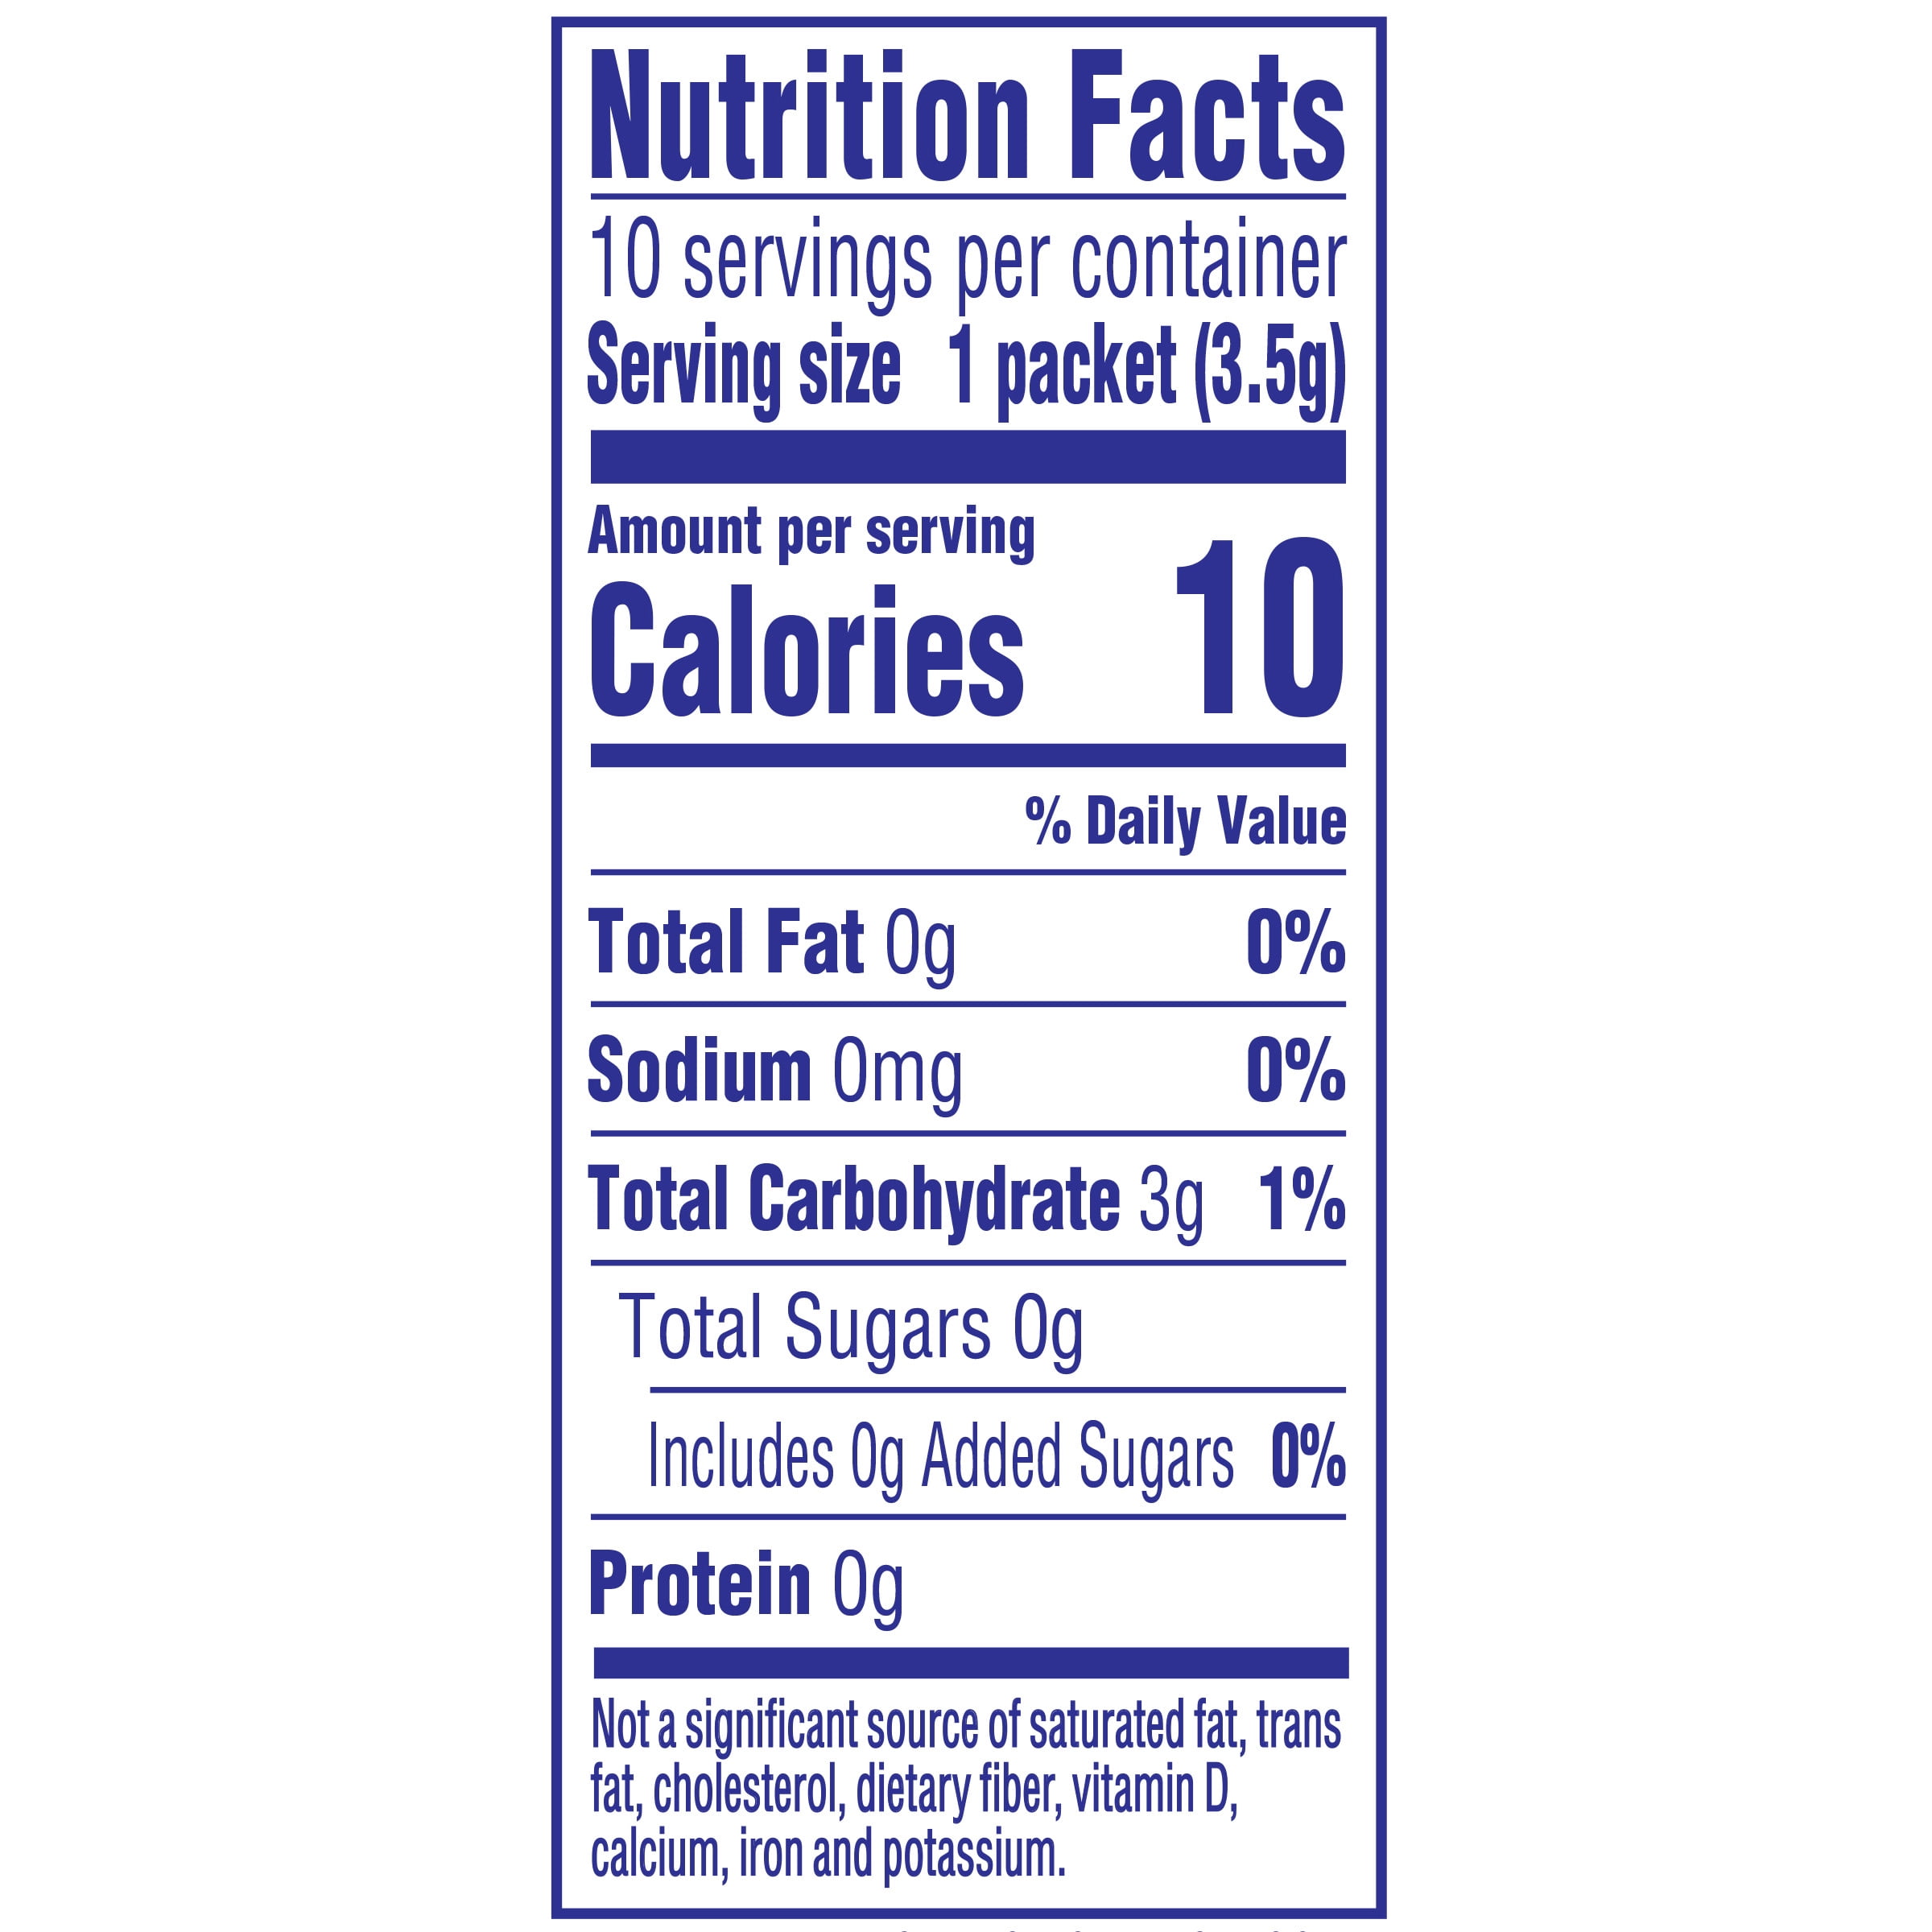 Nutrition Facts
10 servings per container
Serving size 1 packet (3.5g)
Amount per serving
Calories 10
% Daily Value
Total Fat 0g 0%
Sodium 0mg 0%
Total Carbohydrate 3g 1%
Total Sugars 0g
Includes 0g Added Sugars 0%
Protein 0g
Not a significant source of saturated fat, trans
fat, cholesterol, dietary fiber, vitamin D,
calcium, iron and potassium.